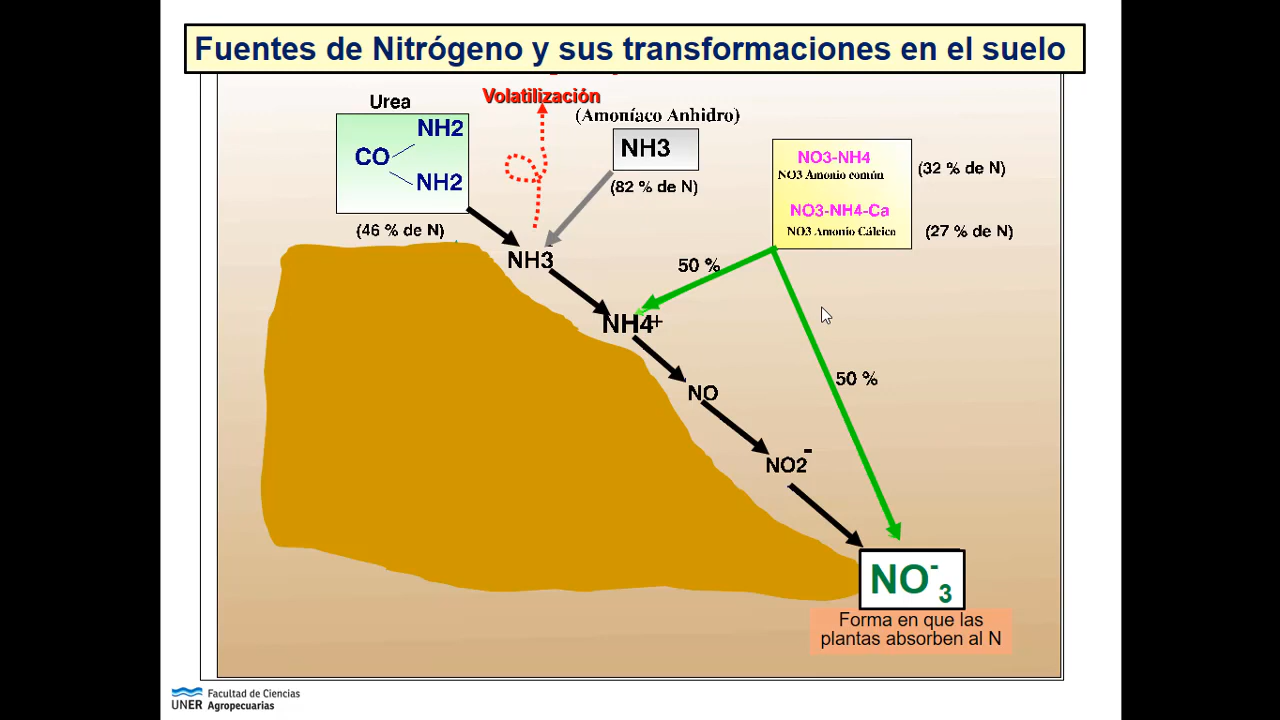 Fuentes de Nitrógeno y sus transformaciones en el suelo
Volatilización
Urea
(Amoníaco Anhidro)
NH2
CO
NH2
NH3
(46 % de N)
(82 % de N)
NO3-NH4
NO3 Amonio común
(32 % de N)
NO3-NH4-Ca
NO3 Amonio Cálcico
(27 % de N)
NH3
50 %
NH4+
50 %
NO
NO2-
NO-3
Forma en que las
plantas absorben al N
UNER
Facultad de Ciencias
Agropecuarias